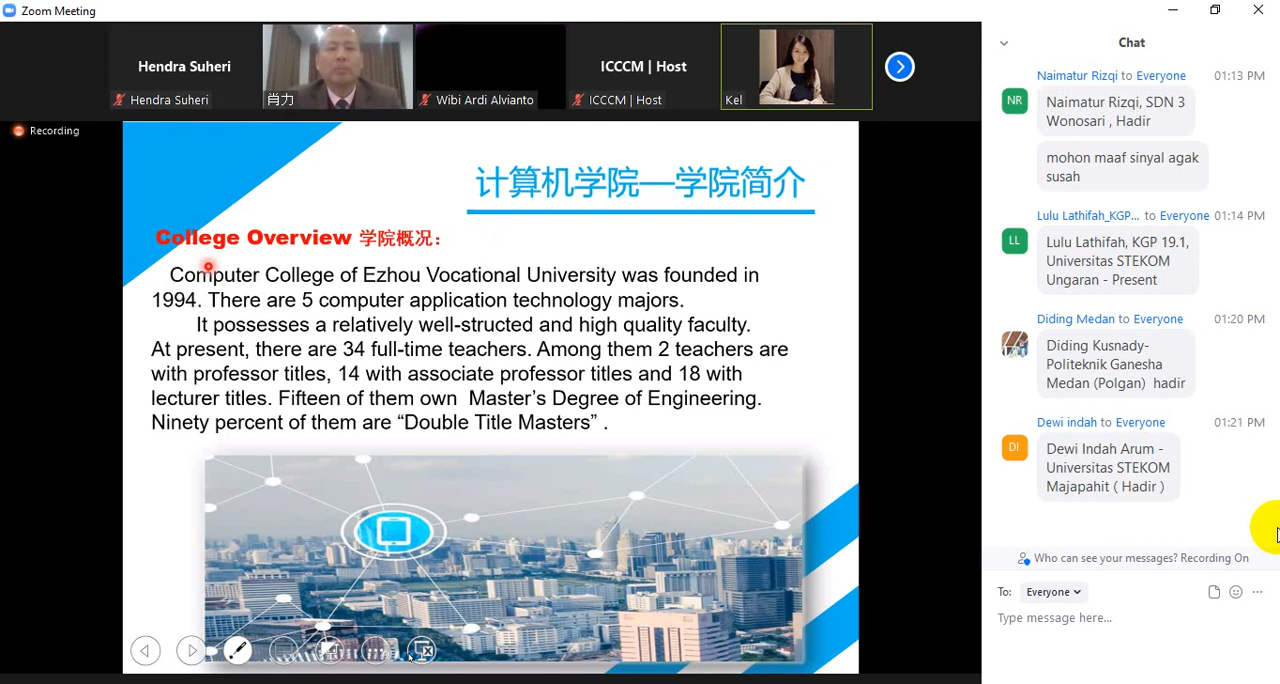 Zoom Meeting
Hendra Suheri
Hendra Suheri
肖力
Wibi Ardi Alvianto
ICCCM | Host
ICCCM | Host
Kel
Recording
计算机学院—学院简介
College Overview 学院概况：
Computer College of Ezhou Vocational University was founded in
1994. There are 5 computer application technology majors.
It possesses a relatively well-structed and high quality faculty.
At present, there are 34 full-time teachers. Among them 2 teachers are
with professor titles, 14 with associate professor titles and 18 with
lecturer titles. Fifteen of them own Master's Degree of Engineering.
Ninety percent of them are “Double Title Masters” .
Chat
Naimatur Rizqi to Everyone 01:13 PM
NR
Naimatur Rizqi, SDN 3
Wonosari , Hadir
mohon maaf sinyal agak
susah
Lulu Lathifah_KGP... to Everyone 01:14 PM
LL
Lulu Lathifah, KGP 19.1,
Universitas STEKOM
Ungaran - Present
Diding Medan to Everyone 01:20 PM
Diding Kusnady-
Politeknik Ganesha
Medan (Polgan) hadir
Dewi indah to Everyone 01:21 PM
DI
Dewi Indah Arum -
Universitas STEKOM
Majapahit ( Hadir )
Who can see your messages? Recording On
To: Everyone
Type message here...